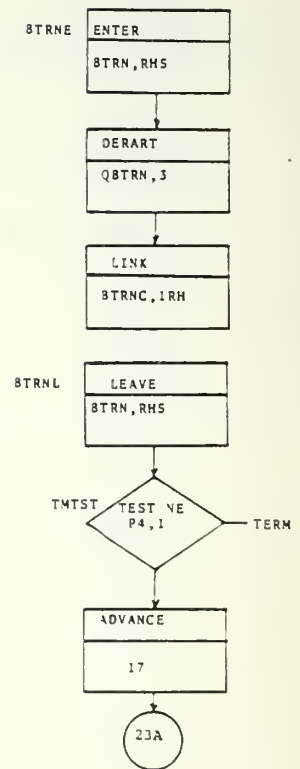 BTRNE ENTER
BTRN,RHS
DERART
QBTRN,3
LINK
BTRNC,1RH
BTRNL LEAVE
BTRN,RHS
TMTST TEST NE TERM
P4,1
ADVANCE
17
23A